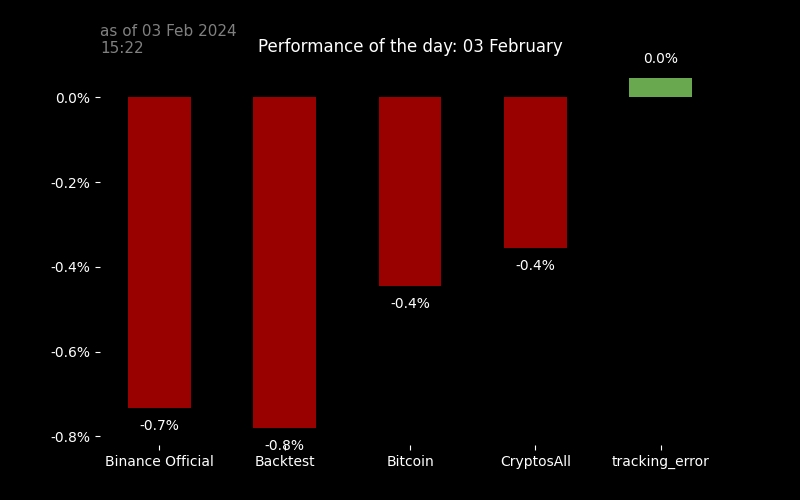 as of 03 Feb 2024
15:22
Performance of the day: 03 February
0.0%
0.0%
-0.2%
-0.4%
-0.6%
-0.8%
-0.7%
-0.8%
-0.4%
-0.4%
Binance Official
Backtest
Bitcoin
CryptosAll
tracking_error